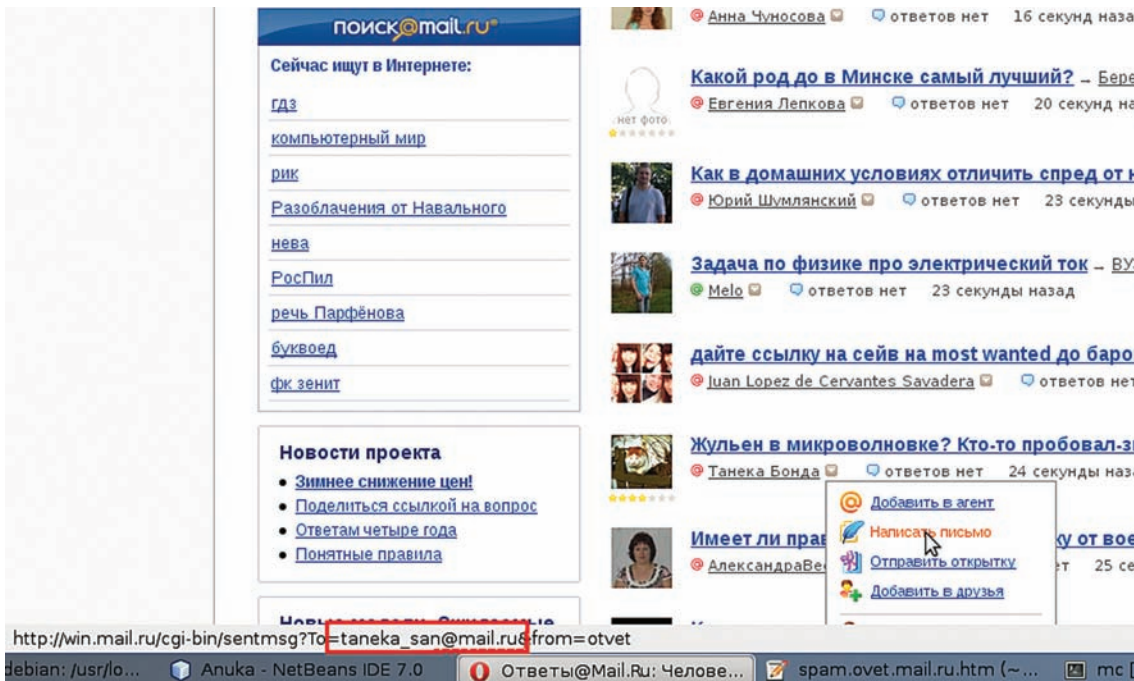 поиск@mail.ru
Сейчас ищут в Интернете:
гдз
компьютерный мир
рик
Разоблачения от Навального
нева
РосПил
речь Парфёнова
буквоед
фк зенит
Новости проекта
Зимнее снижение цен!
Поделиться ссылкой на вопрос
Ответам четыре года
Понятные правила
Анна Чуносова ответов нет 16 секунд наза
Какой род до в Минске самый лучший? – Бере
нет фото
Евгения Лепкова ответов нет 20 секунд на
Как в домашних условиях отличить спред от
Юрий Шумлянский ответов нет 23 секунды
Задача по физике про электрический ток – ВУ
Melo ответов нет 23 секунды назад
дайте ссылку на сейв на most wanted до баро
Juan Lopez de Cervantes Savadera ответов нет
Жульен в микроволновке? Кто-то пробовал-з
Танека Бонда ответов нет 24 секунды наз
Добавить в агент
Написать письмо
Отправить открытку
Добавить в друзья
Имеет ли прав у от вое
АлександраВе т 25 се
http://win.mail.ru/cgi-bin/sentmsg?To=taneka_san@mail.ru&from=otvet
debian: /usr/lo... Anuka - NetBeans IDE 7.0 Ответы@Mail.Ru: Челове... spam.ovet.mail.ru.htm (~... mc [